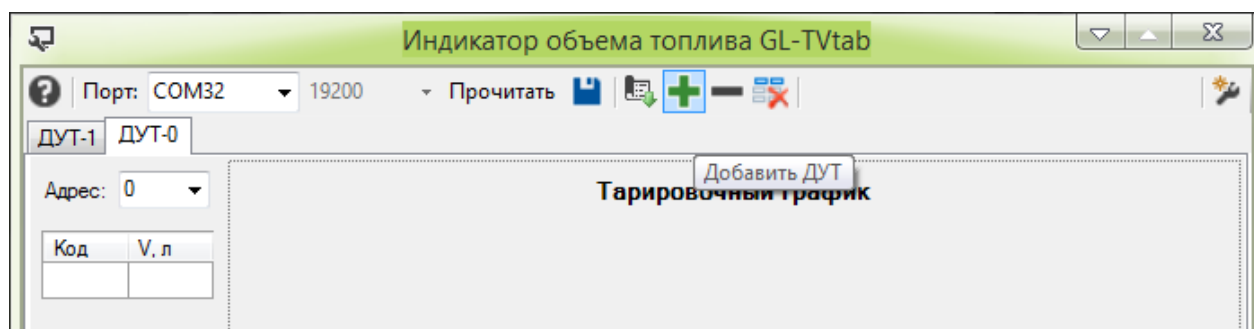 Индикатор объема топлива GL-TVtab
Порт: COM32 19200 Прочитать
ДУТ-1 ДУТ-0
Добавить ДУТ
Адрес: 0
Тарировочный график
Код V, л